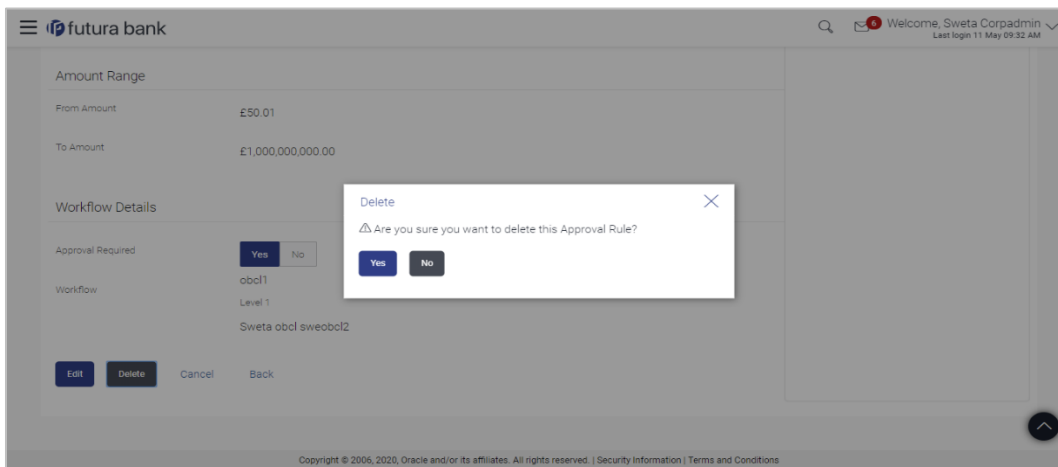 futura bank
6
Welcome, Sweta Corpadmin
Last login 11 May 09:32 AM
Amount Range
From Amount
£50.01
To Amount
£1,000,000,000.00
Workflow Details
Delete
Are you sure you want to delete this Approval Rule?
Yes No
Approval Required
Yes No
Workflow
obcl1
Level 1
Sweta obcl sweobcl2
Edit Delete Cancel Back
Copyright © 2006, 2020, Oracle and/or its affiliates. All rights reserved. | Security Information | Terms and Conditions